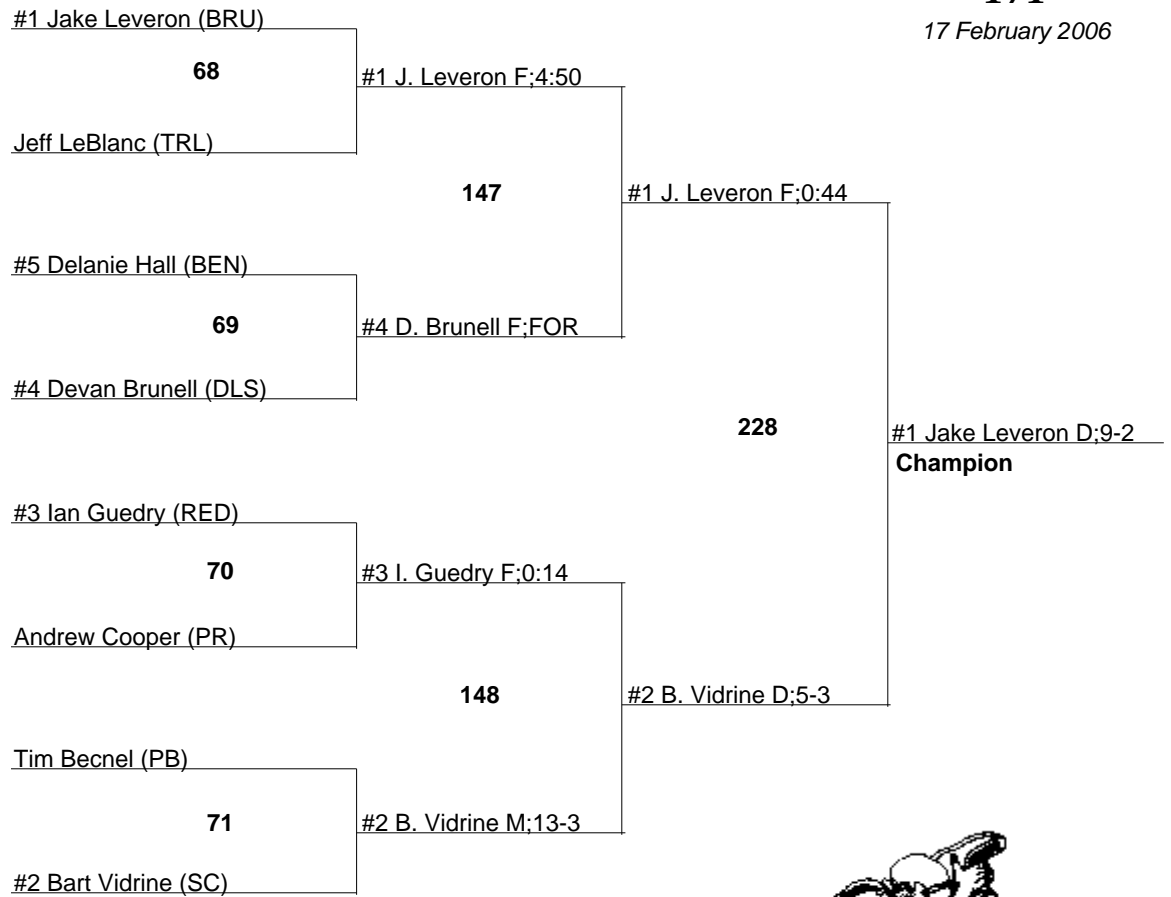 #1 Jake Leveron (BRU)
17 February 2006
68
#1 J. Leveron F;4:50
Jeff LeBlanc (TRL)
147
#1 J. Leveron F;0:44
#5 Delanie Hall (BEN)
69
#4 D. Brunell F;FOR
#4 Devan Brunell (DLS)
228
#1 Jake Leveron D;9-2
Champion
#3 Ian Guedry (RED)
70
#3 I. Guedry F;0:14
Andrew Cooper (PR)
148
#2 B. Vidrine D;5-3
Tim Becnel (PB)
71
#2 B. Vidrine M;13-3
#2 Bart Vidrine (SC)